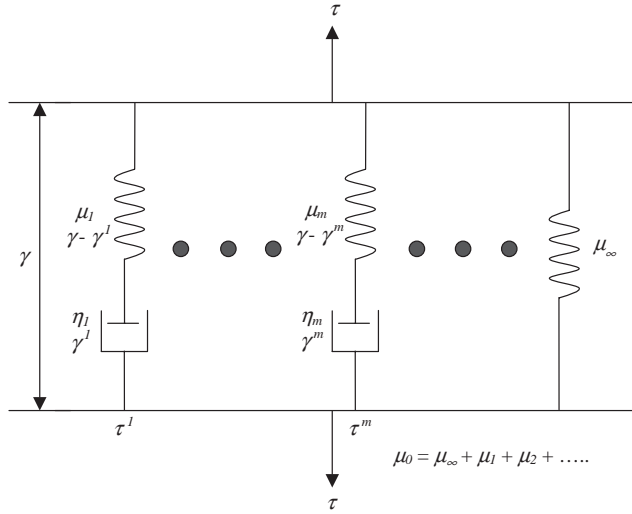 τ
μ₁
γ - γ¹
μₘ
γ - γᵐ
γ
μ∞
η₁
γ¹
ηₘ
γᵐ
τ¹
τᵐ
μ₀ = μ∞ + μ₁ + μ₂ + .....
τ